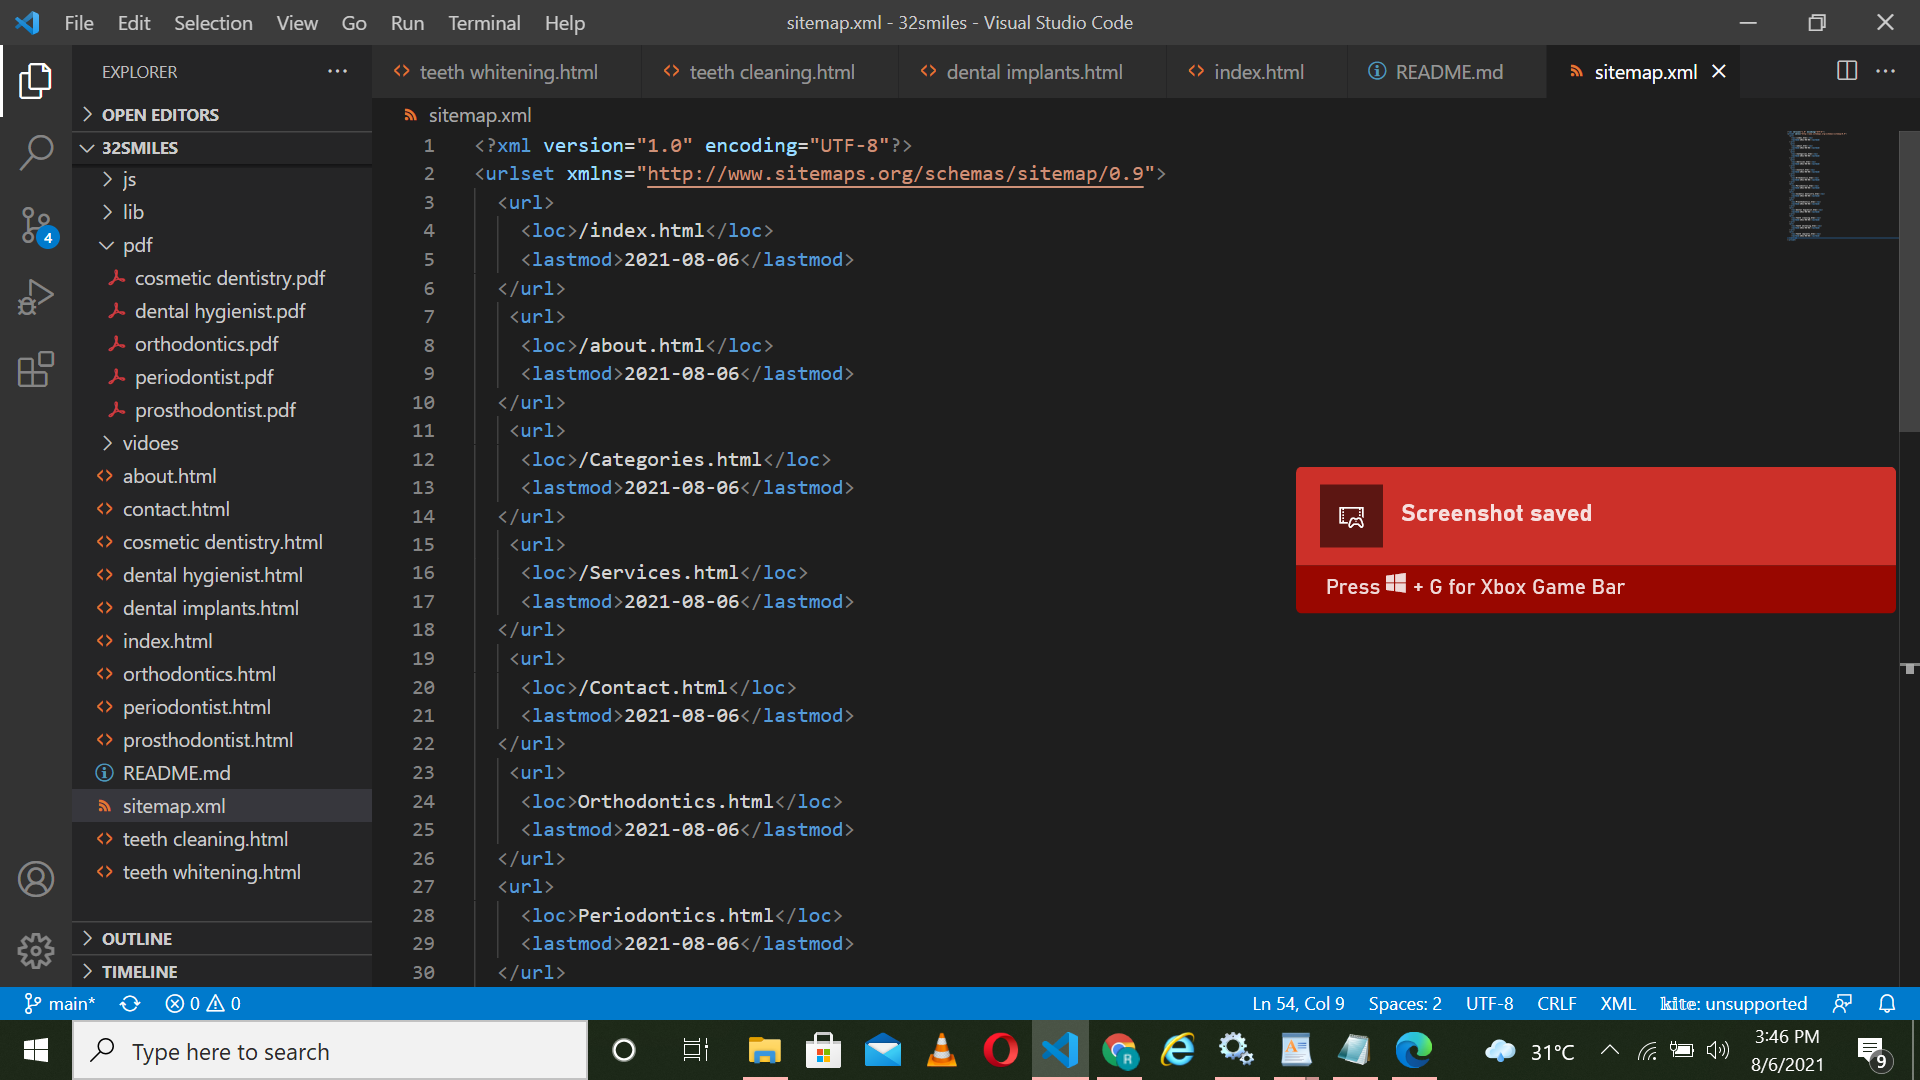 File Edit Selection View Go Run Terminal Help
sitemap.xml - 32smiles - Visual Studio Code
EXPLORER
teeth whitening.html
teeth cleaning.html
dental implants.html
index.html
README.md
sitemap.xml
OPEN EDITORS
32SMILES
js
lib
pdf
cosmetic dentistry.pdf
dental hygienist.pdf
orthodontics.pdf
periodontist.pdf
prosthodontist.pdf
vidoes
about.html
contact.html
cosmetic dentistry.html
dental hygienist.html
dental implants.html
index.html
orthodontics.html
periodontist.html
prosthodontist.html
README.md
sitemap.xml
teeth cleaning.html
teeth whitening.html
OUTLINE
TIMELINE
4
sitemap.xml
1 <?xml version="1.0" encoding="UTF-8"?>
2 <urlset xmlns="http://www.sitemaps.org/schemas/sitemap/0.9">
3 <url>
4 <loc>/index.html</loc>
5 <lastmod>2021-08-06</lastmod>
6 </url>
7 <url>
8 <loc>/about.html</loc>
9 <lastmod>2021-08-06</lastmod>
10 </url>
11 <url>
12 <loc>/Categories.html</loc>
13 <lastmod>2021-08-06</lastmod>
14 </url>
15 <url>
16 <loc>/Services.html</loc>
17 <lastmod>2021-08-06</lastmod>
18 </url>
19 <url>
20 <loc>/Contact.html</loc>
21 <lastmod>2021-08-06</lastmod>
22 </url>
23 <url>
24 <loc>Orthodontics.html</loc>
25 <lastmod>2021-08-06</lastmod>
26 </url>
27 <url>
28 <loc>Periodontics.html</loc>
29 <lastmod>2021-08-06</lastmod>
30 </url>
Screenshot saved
Press + G for Xbox Game Bar
main* 0 0
Ln 54, Col 9 Spaces: 2 UTF-8 CRLF XML kite: unsupported
Type here to search
R
31°C
3:46 PM
8/6/2021
9